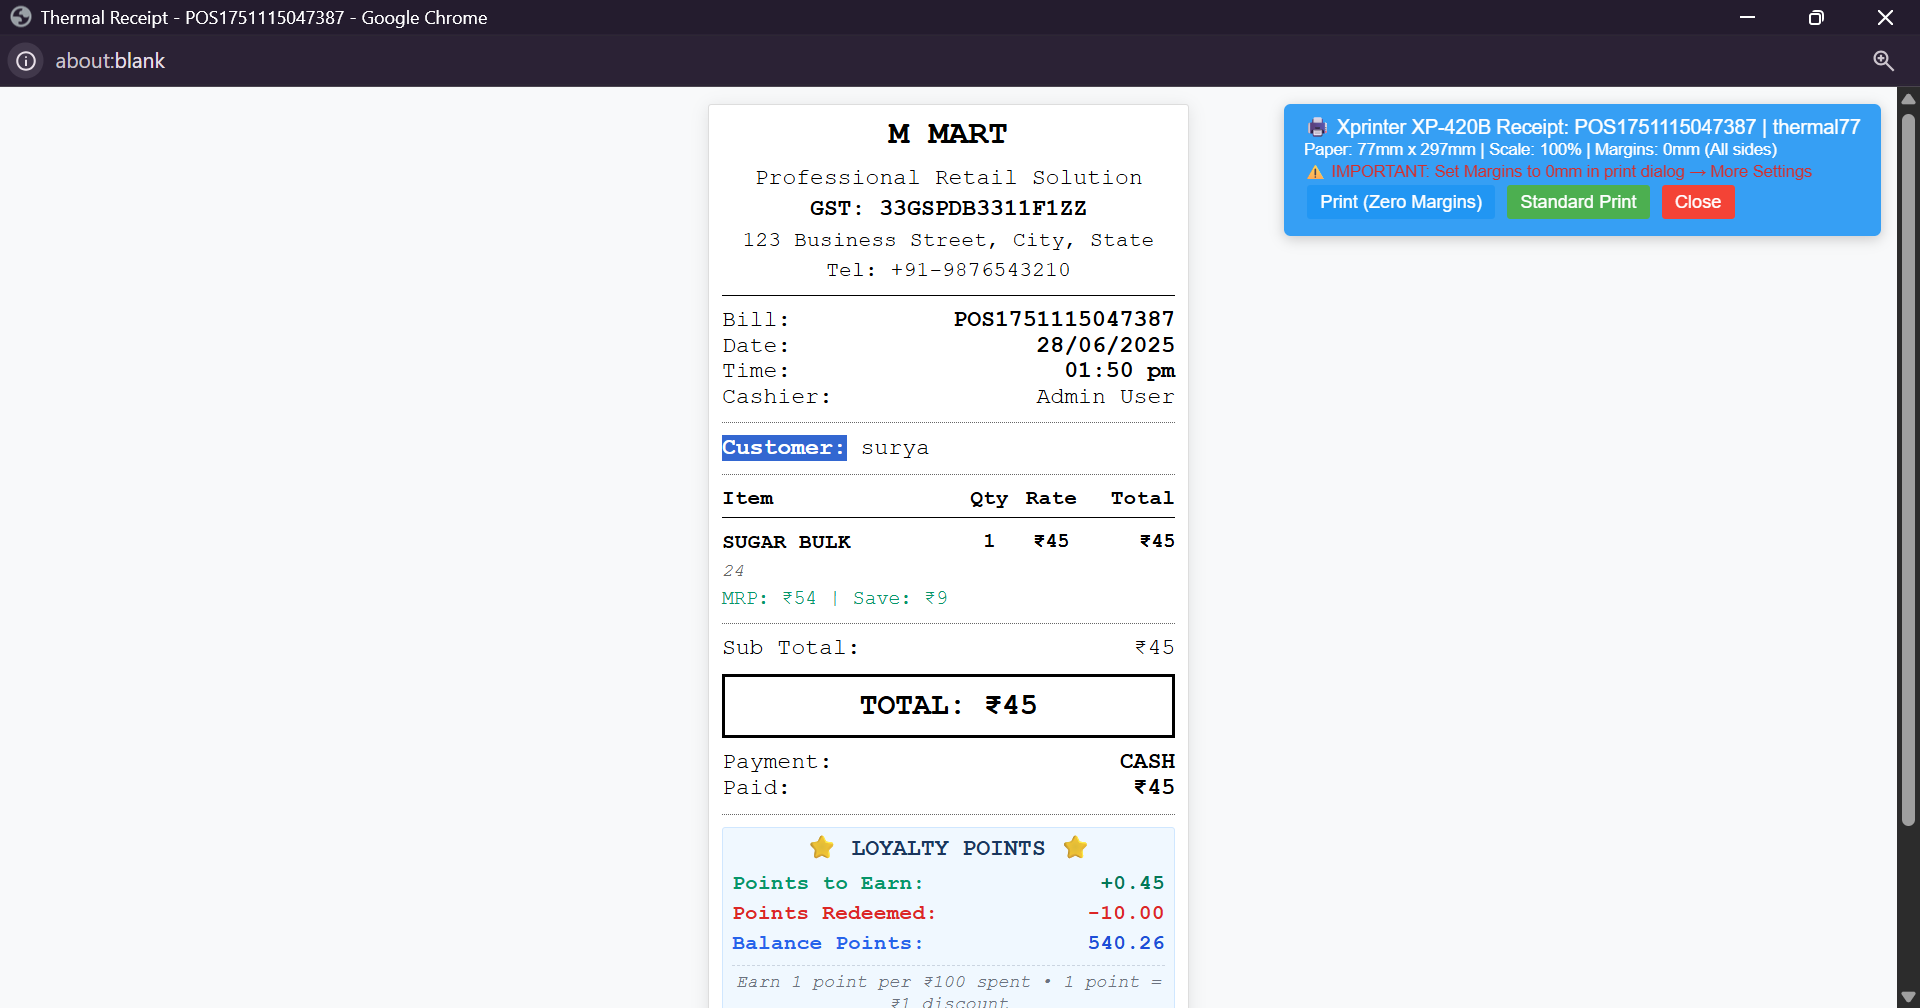 Thermal Receipt - POS1751115047387 - Google Chrome
about:blank
M MART
Professional Retail Solution
GST: 33GSPDB3311F1ZZ
123 Business Street, City, State
Tel: +91-9876543210
Bill: POS1751115047387
Date: 28/06/2025
Time: 01:50 pm
Cashier: Admin User
Customer: surya
Item Qty Rate Total
SUGAR BULK 1 ₹45 ₹45
24
MRP: ₹54 | Save: ₹9
Sub Total: ₹45
TOTAL: ₹45
Payment: CASH
Paid: ₹45
⭐ LOYALTY POINTS ⭐
Points to Earn: +0.45
Points Redeemed: -10.00
Balance Points: 540.26
Earn 1 point per ₹100 spent • 1 point =
₹1 discount
🖨️ Xprinter XP-420B Receipt: POS1751115047387 | thermal77
Paper: 77mm x 297mm | Scale: 100% | Margins: 0mm (All sides)
⚠️ IMPORTANT: Set Margins to 0mm in print dialog → More Settings
Print (Zero Margins) Standard Print Close